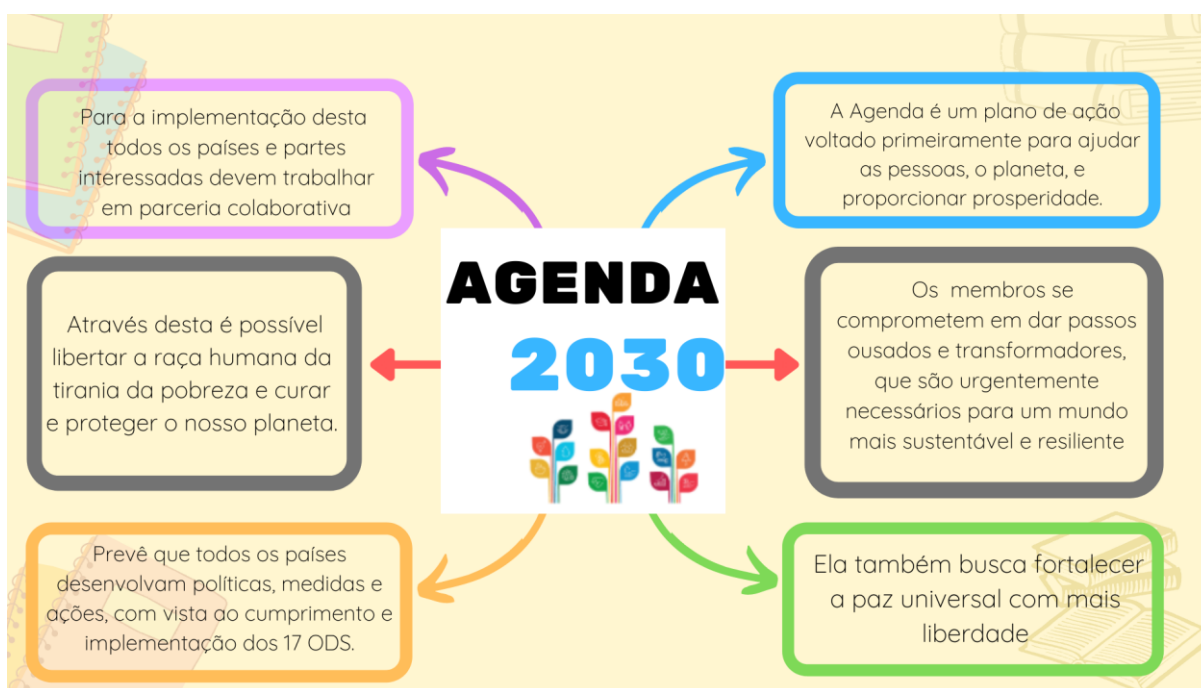 Para a implementação desta
todos os países e partes
interessadas devem trabalhar
em parceria colaborativa
A Agenda é um plano de ação
voltado primeiramente para ajudar
as pessoas, o planeta, e
proporcionar prosperidade.
AGENDA
2030
Através desta é possível
libertar a raça humana da
tirania da pobreza e curar
e proteger o nosso planeta.
Os membros se
comprometem em dar passos
ousados e transformadores,
que são urgentemente
necessários para um mundo
mais sustentável e resiliente
Prevê que todos os países
desenvolvam políticas, medidas e
ações, com vista ao cumprimento e
implementação dos 17 ODS.
Ela também busca fortalecer
a paz universal com mais
liberdade